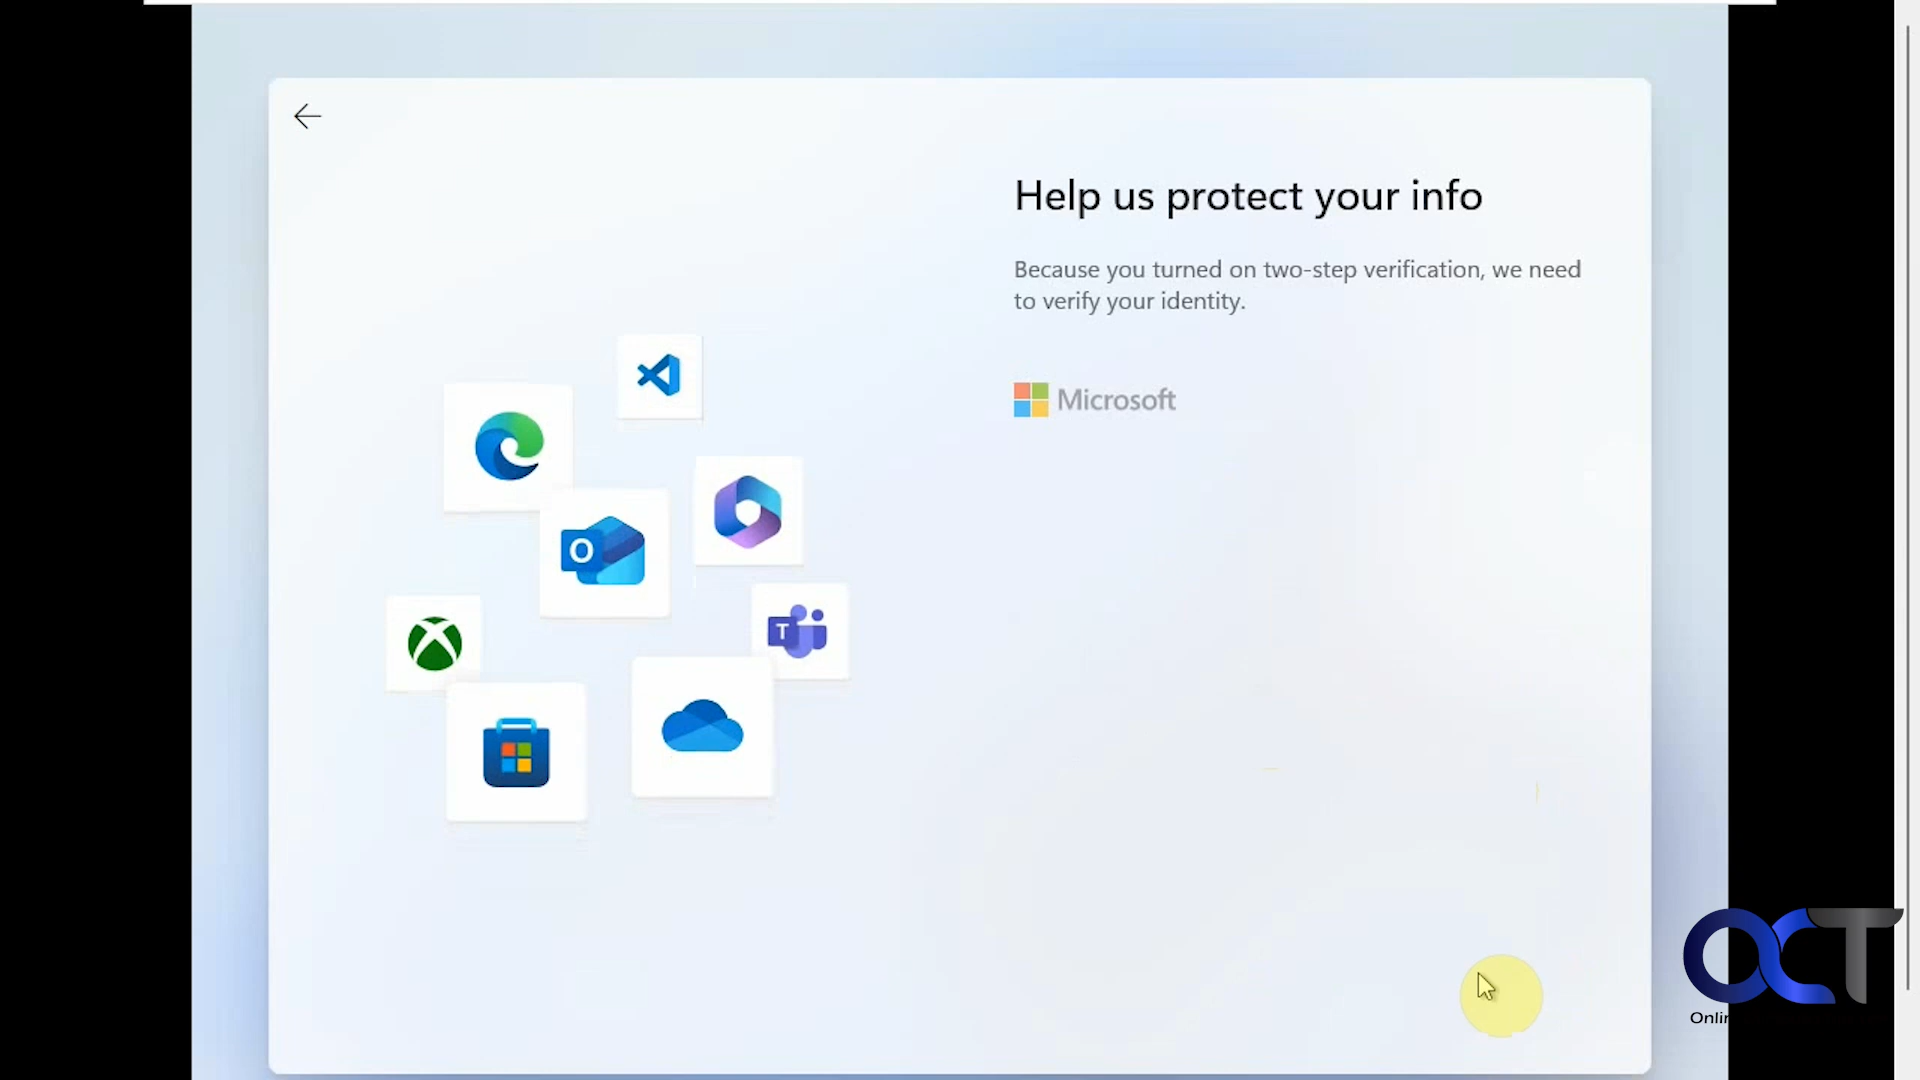 Help us protect your info
Because you turned on two-step verification, we need
to verify your identity.
Microsoft
O
T
OCT